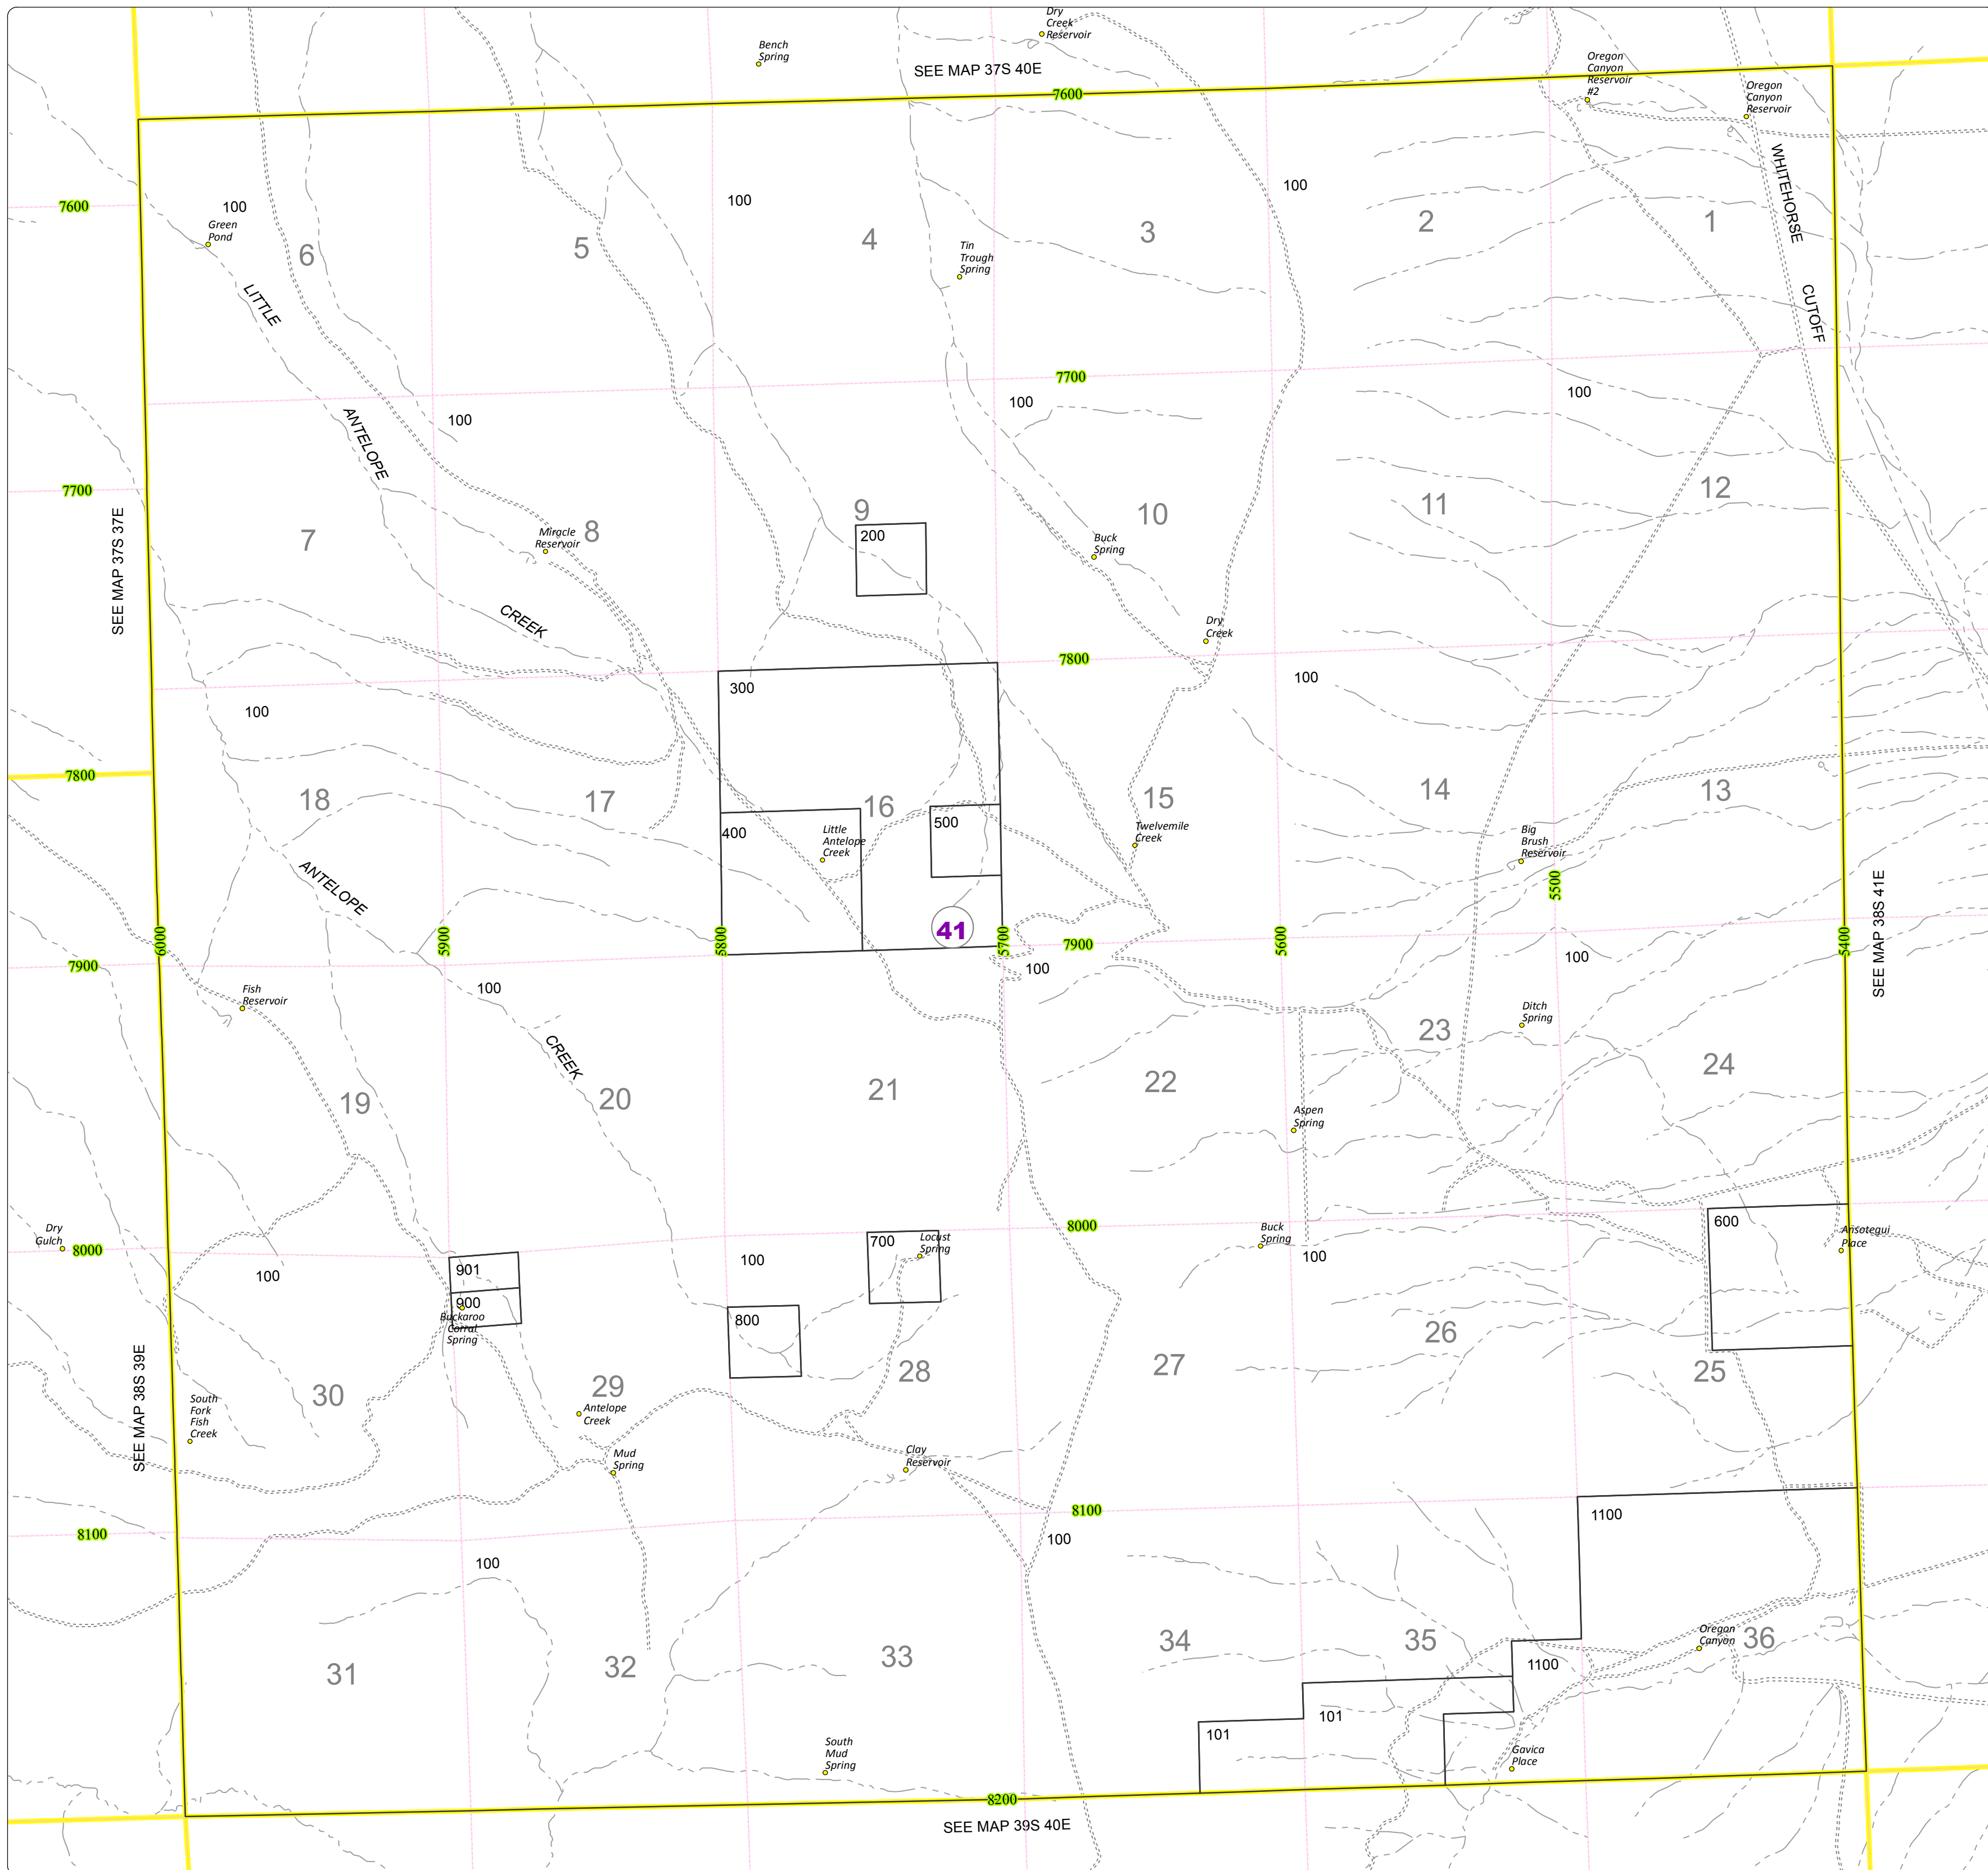 Dry
Creek
Reservoir
Bench
Spring
SEE MAP 37S 40E
Oregon
Canyon
Reservoir
#2
Oregon
Canyon
Reservoir
7600
WHITEHORSE
CUTOFF
7600
100
100
100
Green
Pond
6
5
4
3
2
1
Tin
Trough
Spring
LITTLE
7700
100
100
100
ANTELOPE
7700
SEE MAP 37S 37E
7
8
9
10
11
12
Miracle
Reservoir
200
Buck
Spring
CREEK
Dry
Creek
7800
300
100
100
7800
18
17
16
15
14
13
400
Little
Antelope
Creek
500
Twelvemile
Creek
Big
Brush
Reservoir
5500
ANTELOPE
41
6000
5900
5800
5700
7900
5600
5400
SEE MAP 38S 41E
7900
100
100
100
Fish
Reservoir
Ditch
Spring
CREEK
19
20
21
22
23
24
Aspen
Spring
Dry
Gulch
8000
8000
100
901
100
700
Locust
Spring
Buck
Spring
100
600
Ansotegui
Place
900
Buckaroo
Corral
Spring
800
SEE MAP 38S 39E
30
29
28
27
26
25
South
Fork
Fish
Creek
Antelope
Creek
Mud
Spring
Clay
Reservoir
8100
8100
100
100
1100
31
32
33
34
35
36
Oregon
Canyon
1100
101
101
South
Mud
Spring
Gavica
Place
8200
SEE MAP 39S 40E